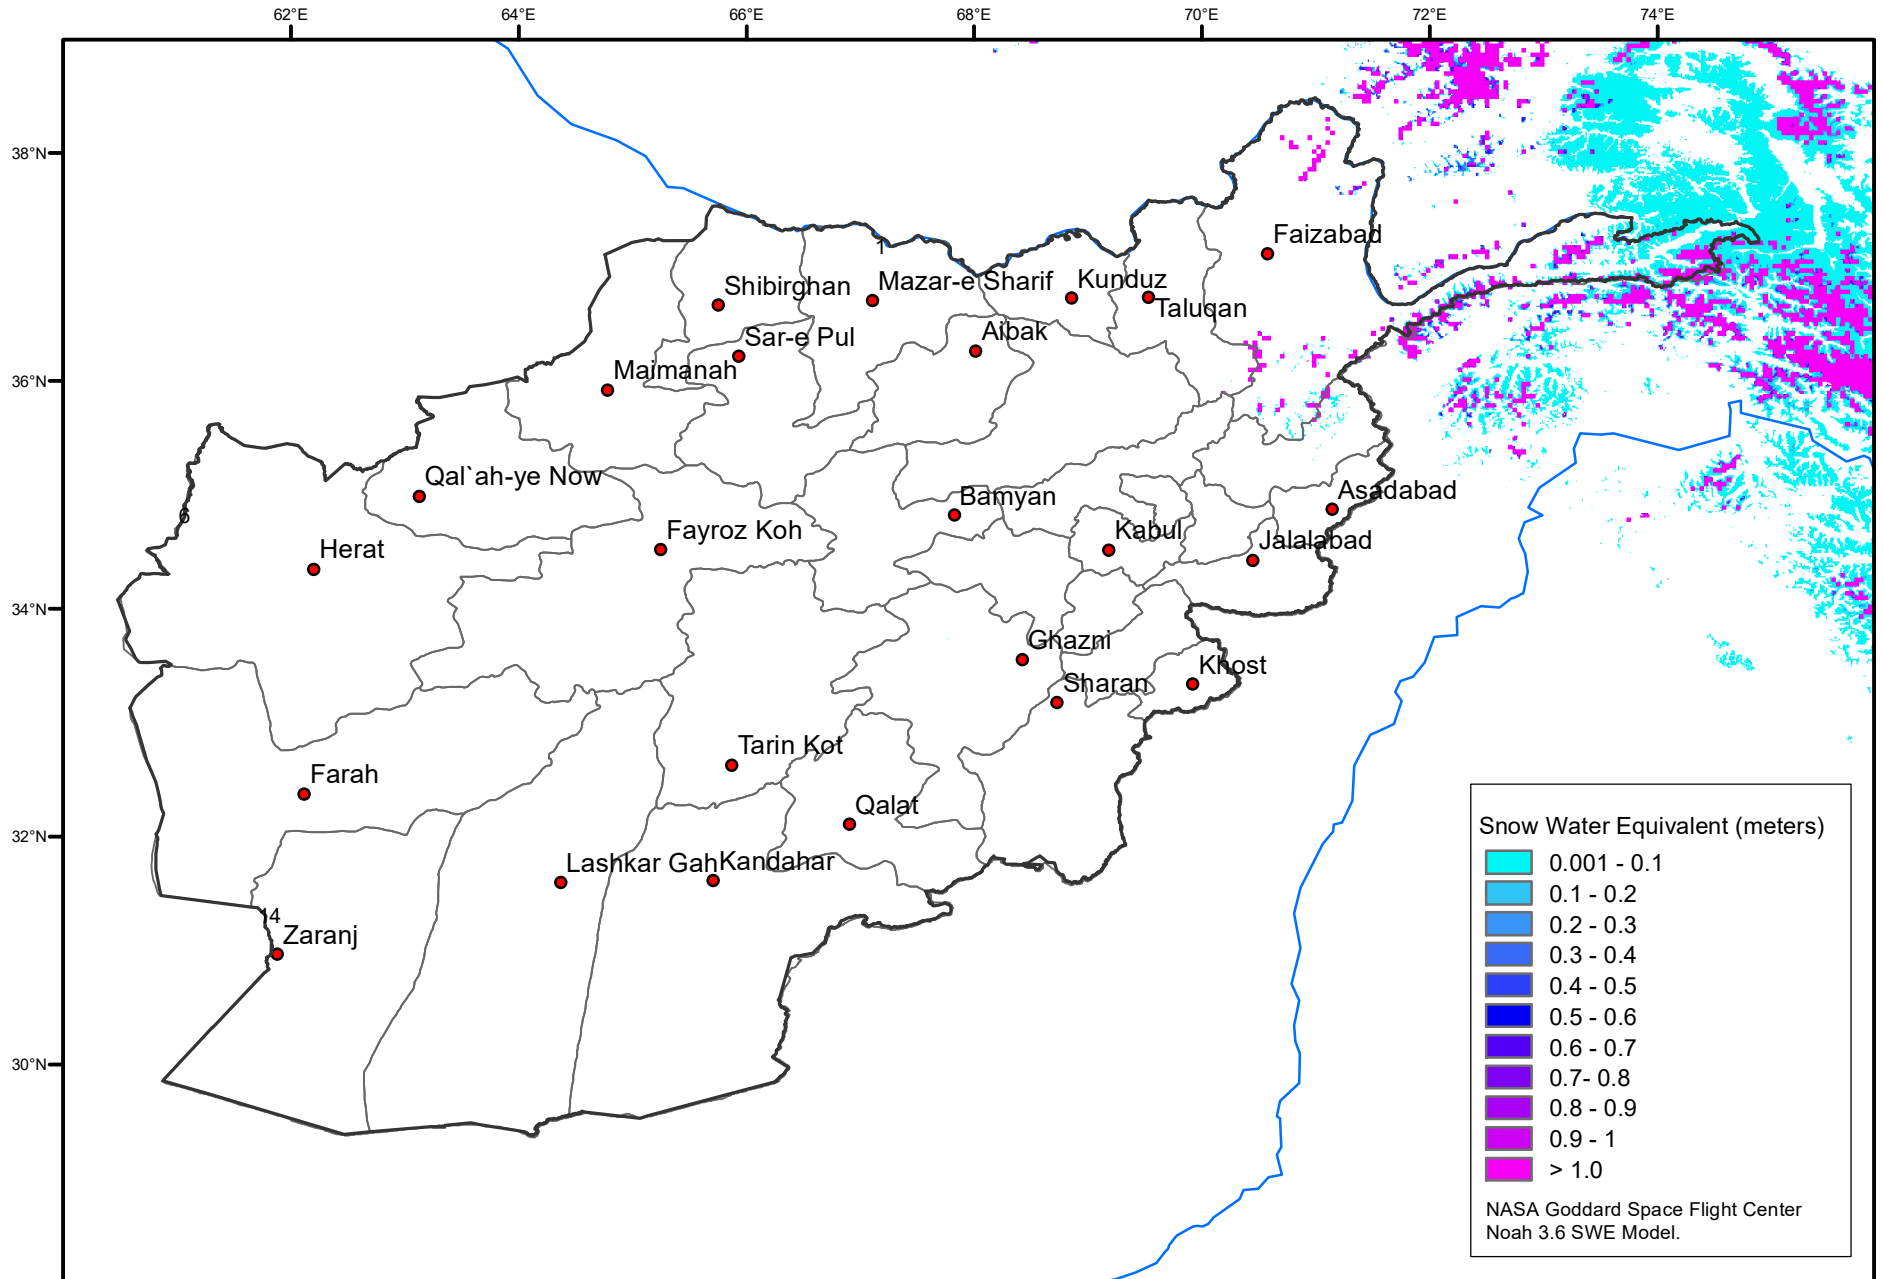 62°E 64°E 66°E 68°E 70°E 72°E 74°E
38°N
36°N
34°N
32°N
30°N
Faizabad
1
Shibirghan
Mazar-e Sharif
Kunduz
Taluqan
Sar-e Pul
Aibak
Maimanah
Qal`ah-ye Now
Bamyan
Asadabad
6
Fayroz Koh
Kabul
Jalalabad
Herat
Ghazni
Khost
Sharan
Tarin Kot
Farah
Qalat
Lashkar Gah
Kandahar
14
Zaranj
Snow Water Equivalent (meters)
0.001 - 0.1
0.1 - 0.2
0.2 - 0.3
0.3 - 0.4
0.4 - 0.5
0.5 - 0.6
0.6 - 0.7
0.7- 0.8
0.8 - 0.9
0.9 - 1
> 1.0
NASA Goddard Space Flight Center
Noah 3.6 SWE Model.